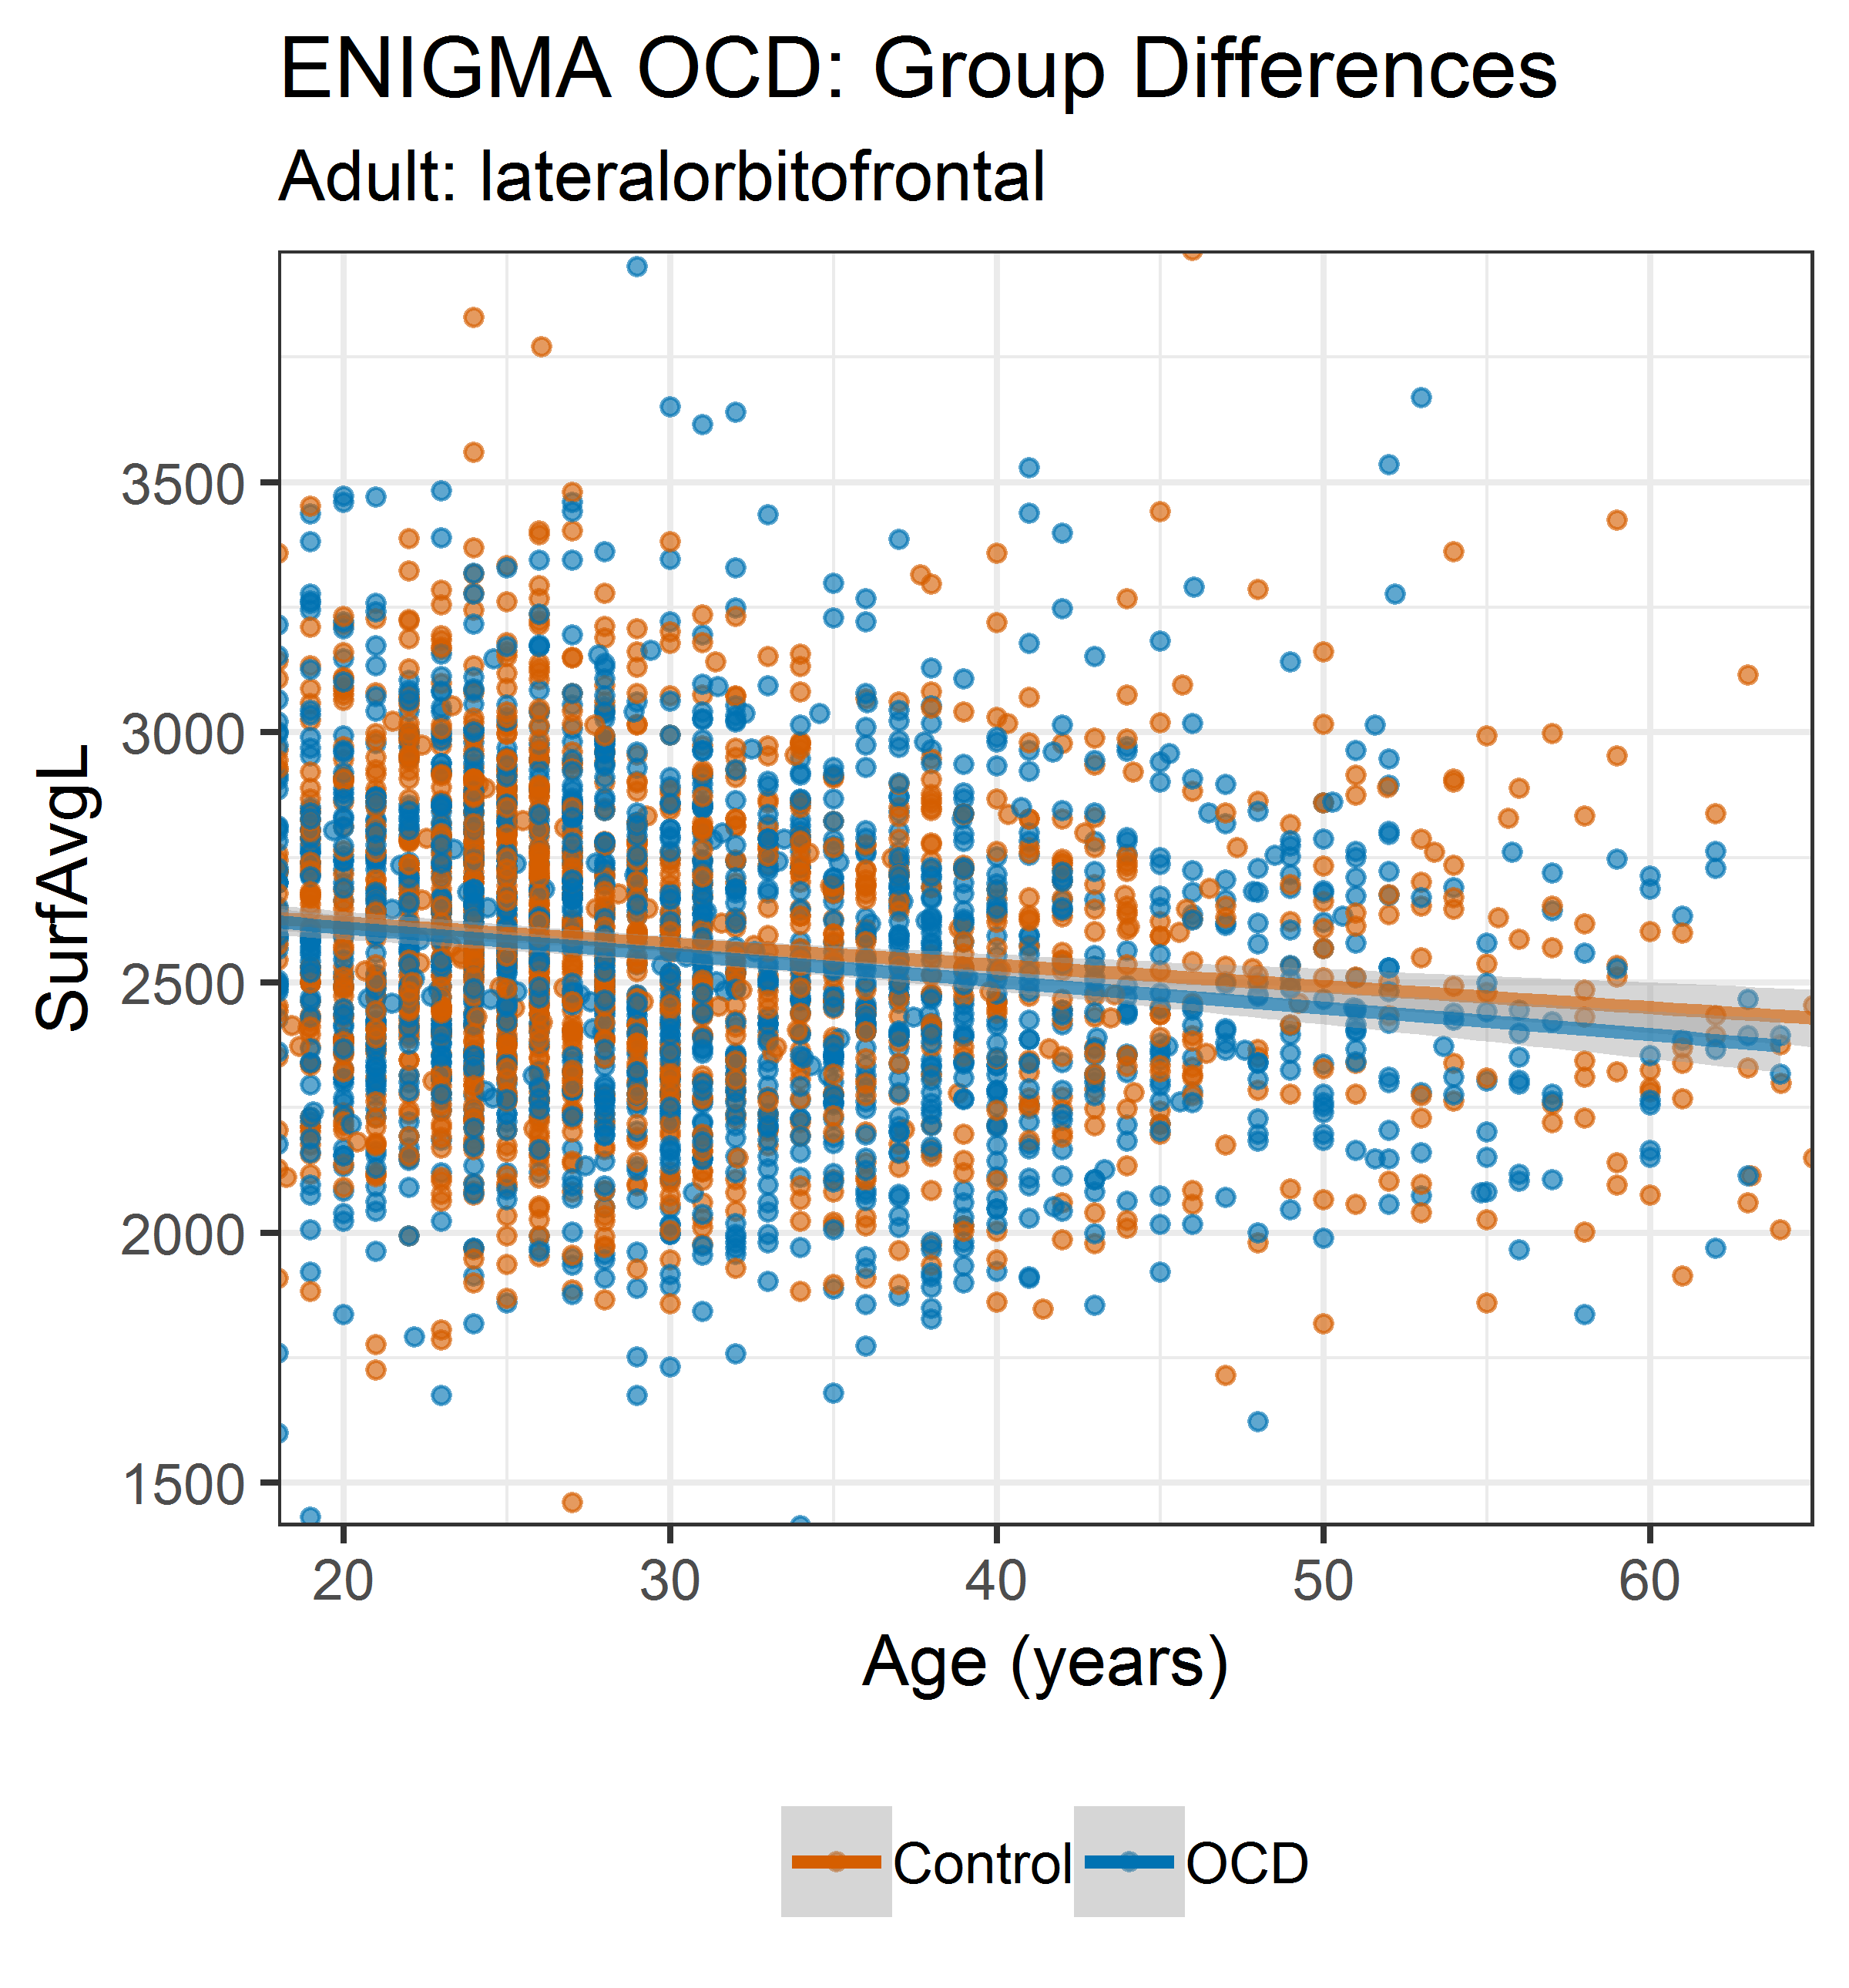 ENIGMA OCD: Group Differences
Adult: lateralorbitofrontal
SurfAvgL
3500
3000
2500
2000
1500
20 30 40 50 60
Age (years)
Control OCD